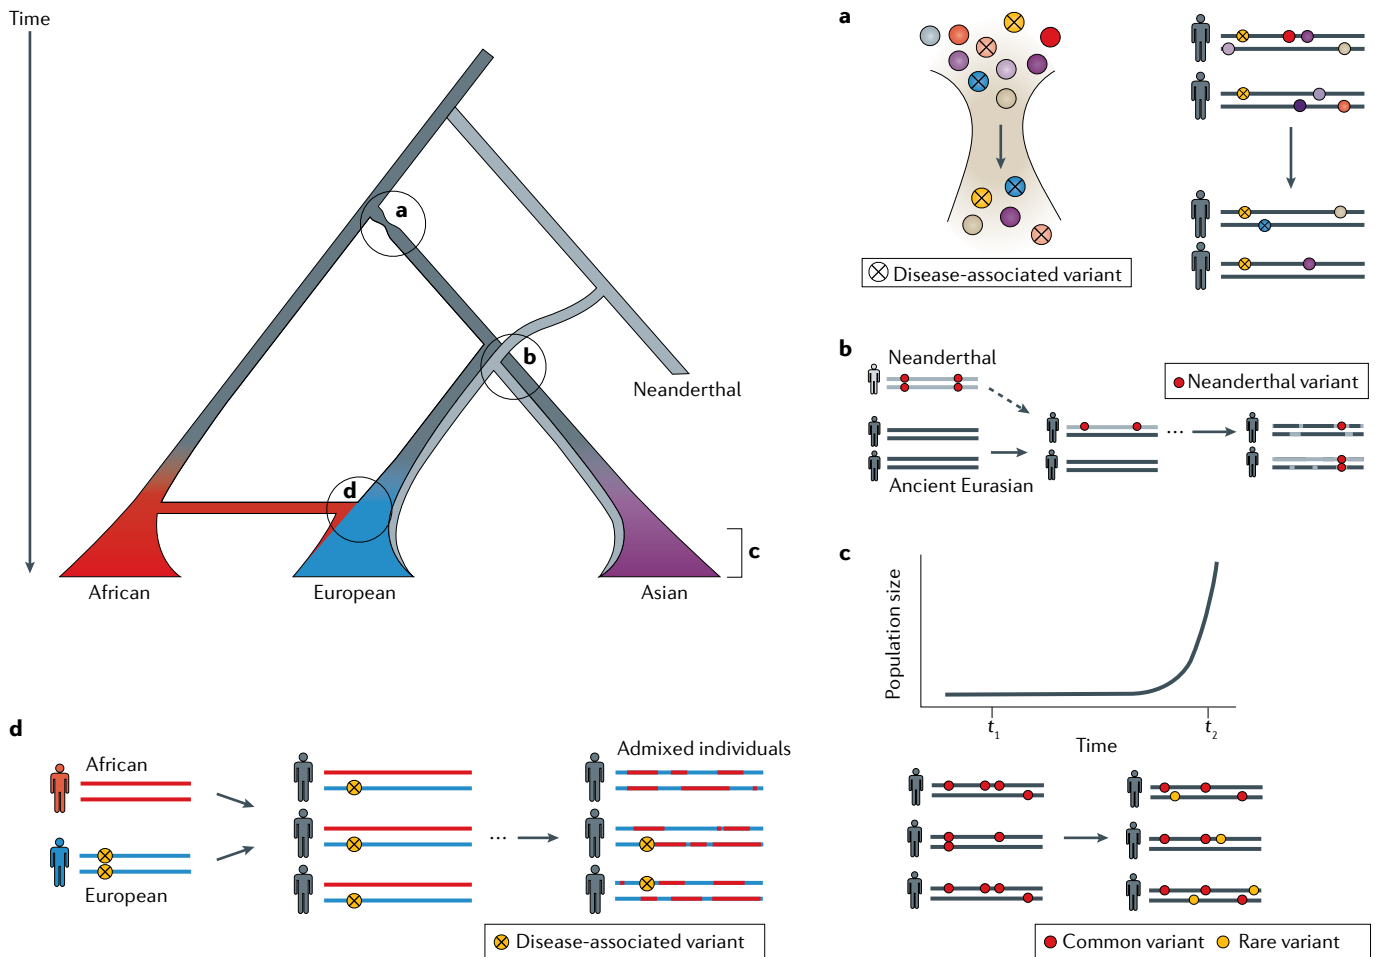 Time
a
b
Neanderthal
d
c
African
European
Asian
a
Disease-associated variant
b
Neanderthal
Neanderthal variant
...
Ancient Eurasian
c
Population size
t1
t2
Time
Common variant
Rare variant
d
African
European
...
Admixed individuals
Disease-associated variant